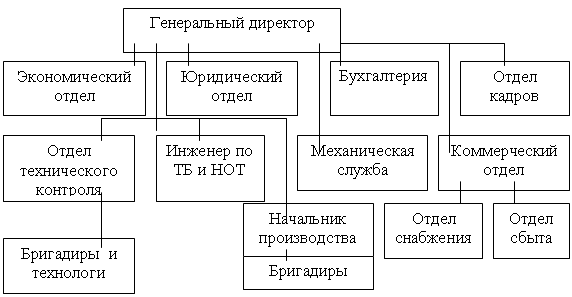 Генеральный директор
Экономический
отдел
Юридический
отдел
Бухгалтерия
Отдел
кадров
Отдел
технического
контроля
Инженер по
ТБ и НОТ
Механическая
служба
Коммерческий
отдел
Начальник
производства
Бригадиры
Отдел
снабжения
Отдел
сбыта
Бригадиры и
технологи